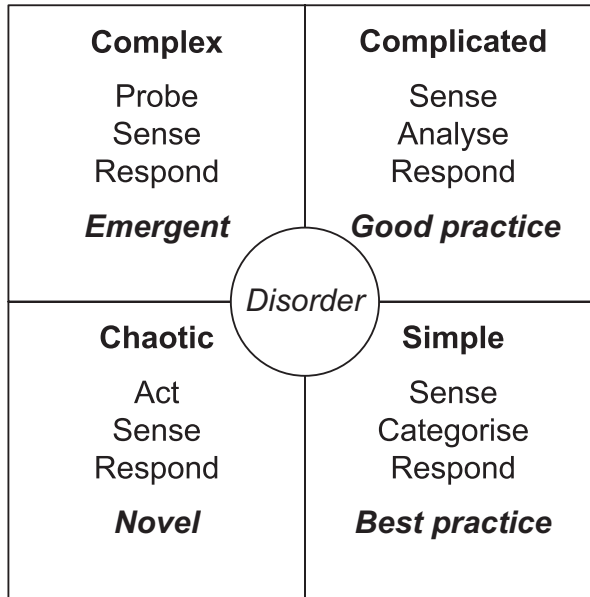 Complex
Probe
Sense
Respond
Emergent
Complicated
Sense
Analyse
Respond
Good practice
Disorder
Chaotic
Act
Sense
Respond
Novel
Simple
Sense
Categorise
Respond
Best practice